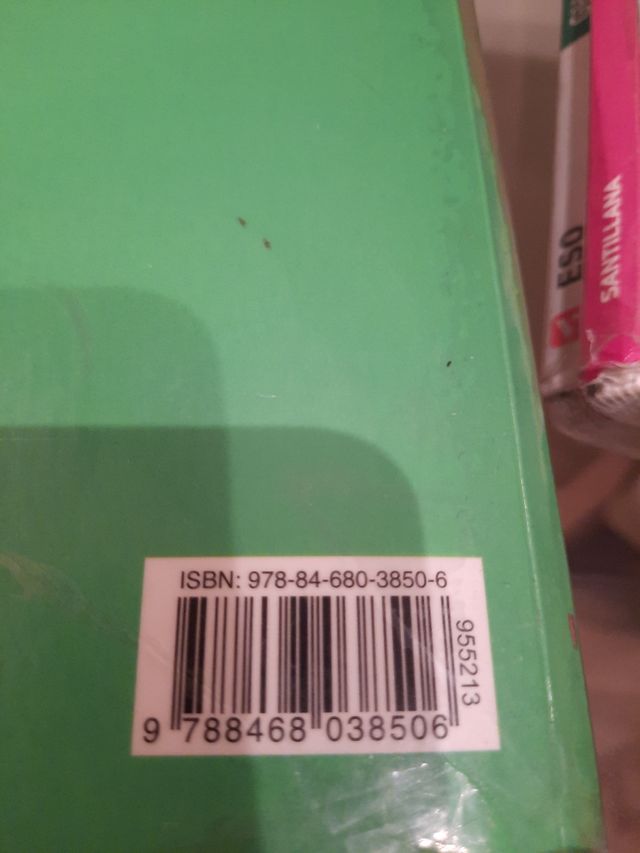 ESO
SANTILLANA
ISBN: 978-84-680-3850-6
955213
9 788468 038506